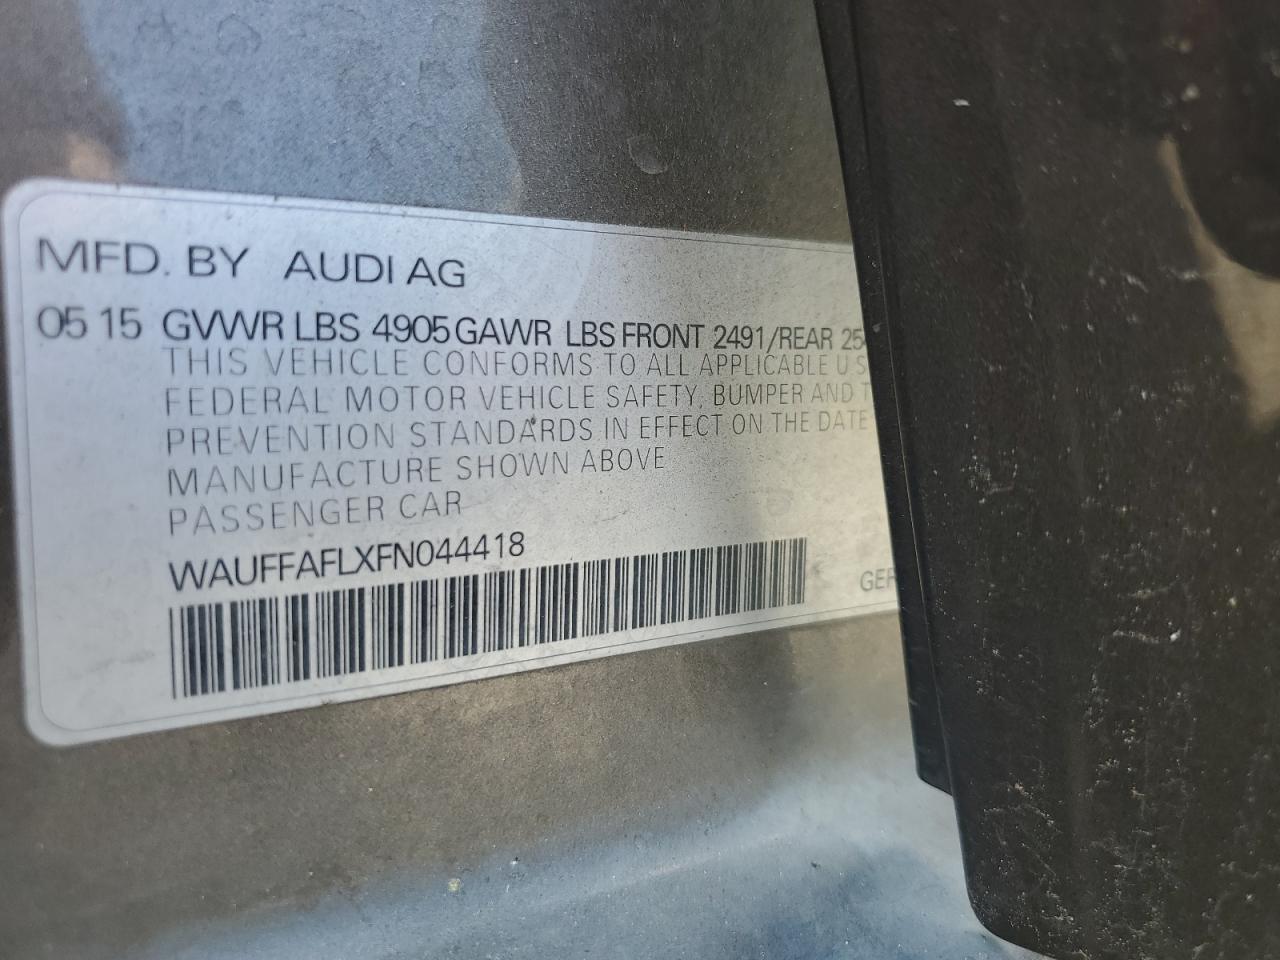 MFD. BY AUDI AG
05 15 GVWR LBS 4905 GAWR LBS FRONT 2491/REAR 25
THIS VEHICLE CONFORMS TO ALL APPLICABLE U S
FEDERAL MOTOR VEHICLE SAFETY, BUMPER AND T
PREVENTION STANDARDS IN EFFECT ON THE DATE
MANUFACTURE SHOWN ABOVE
PASSENGER CAR
WAUFFAFLXFN044418
GER